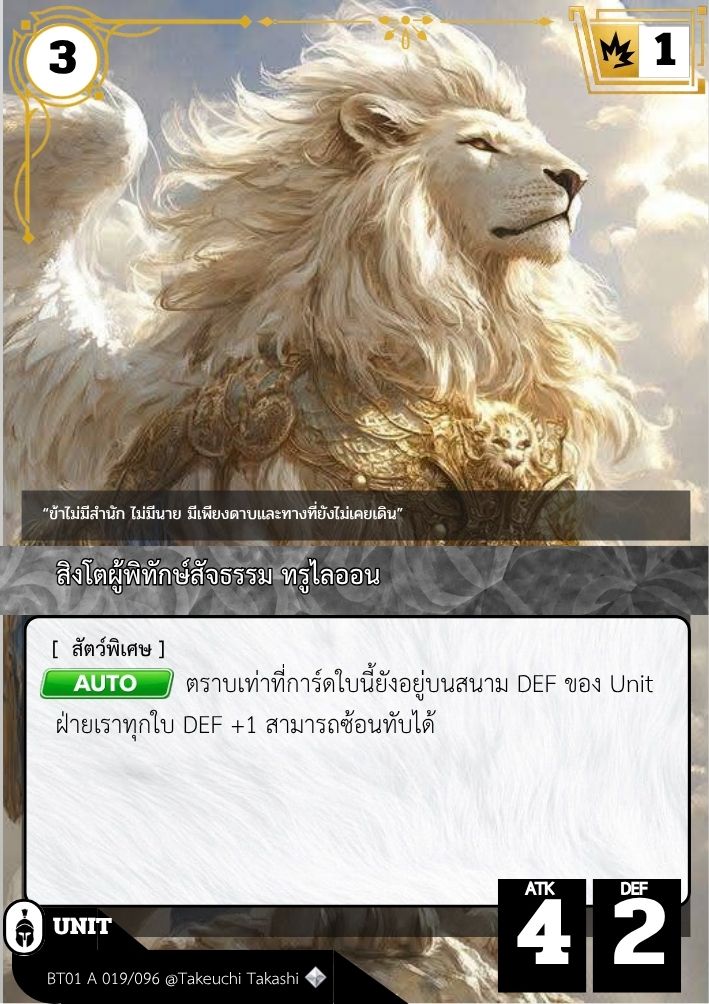 3
1
“ข้าไม่มีสำนัก ไม่มีนาย มีเพียงดาบและทางที่ยังไม่เคยเดิน”
สิงโตผู้พิทักษ์สัจธรรม ทรูไลออน
[ สัตว์พิเศษ ]
AUTO ตราบเท่าที่การ์ดใบนี้ยังอยู่บนสนาม DEF ของ Unit
ฝ่ายเราทุกใบ DEF +1 สามารถซ้อนทับได้
ATK DEF
4 2
UNIT
BT01 A 019/096 @Takeuchi Takashi